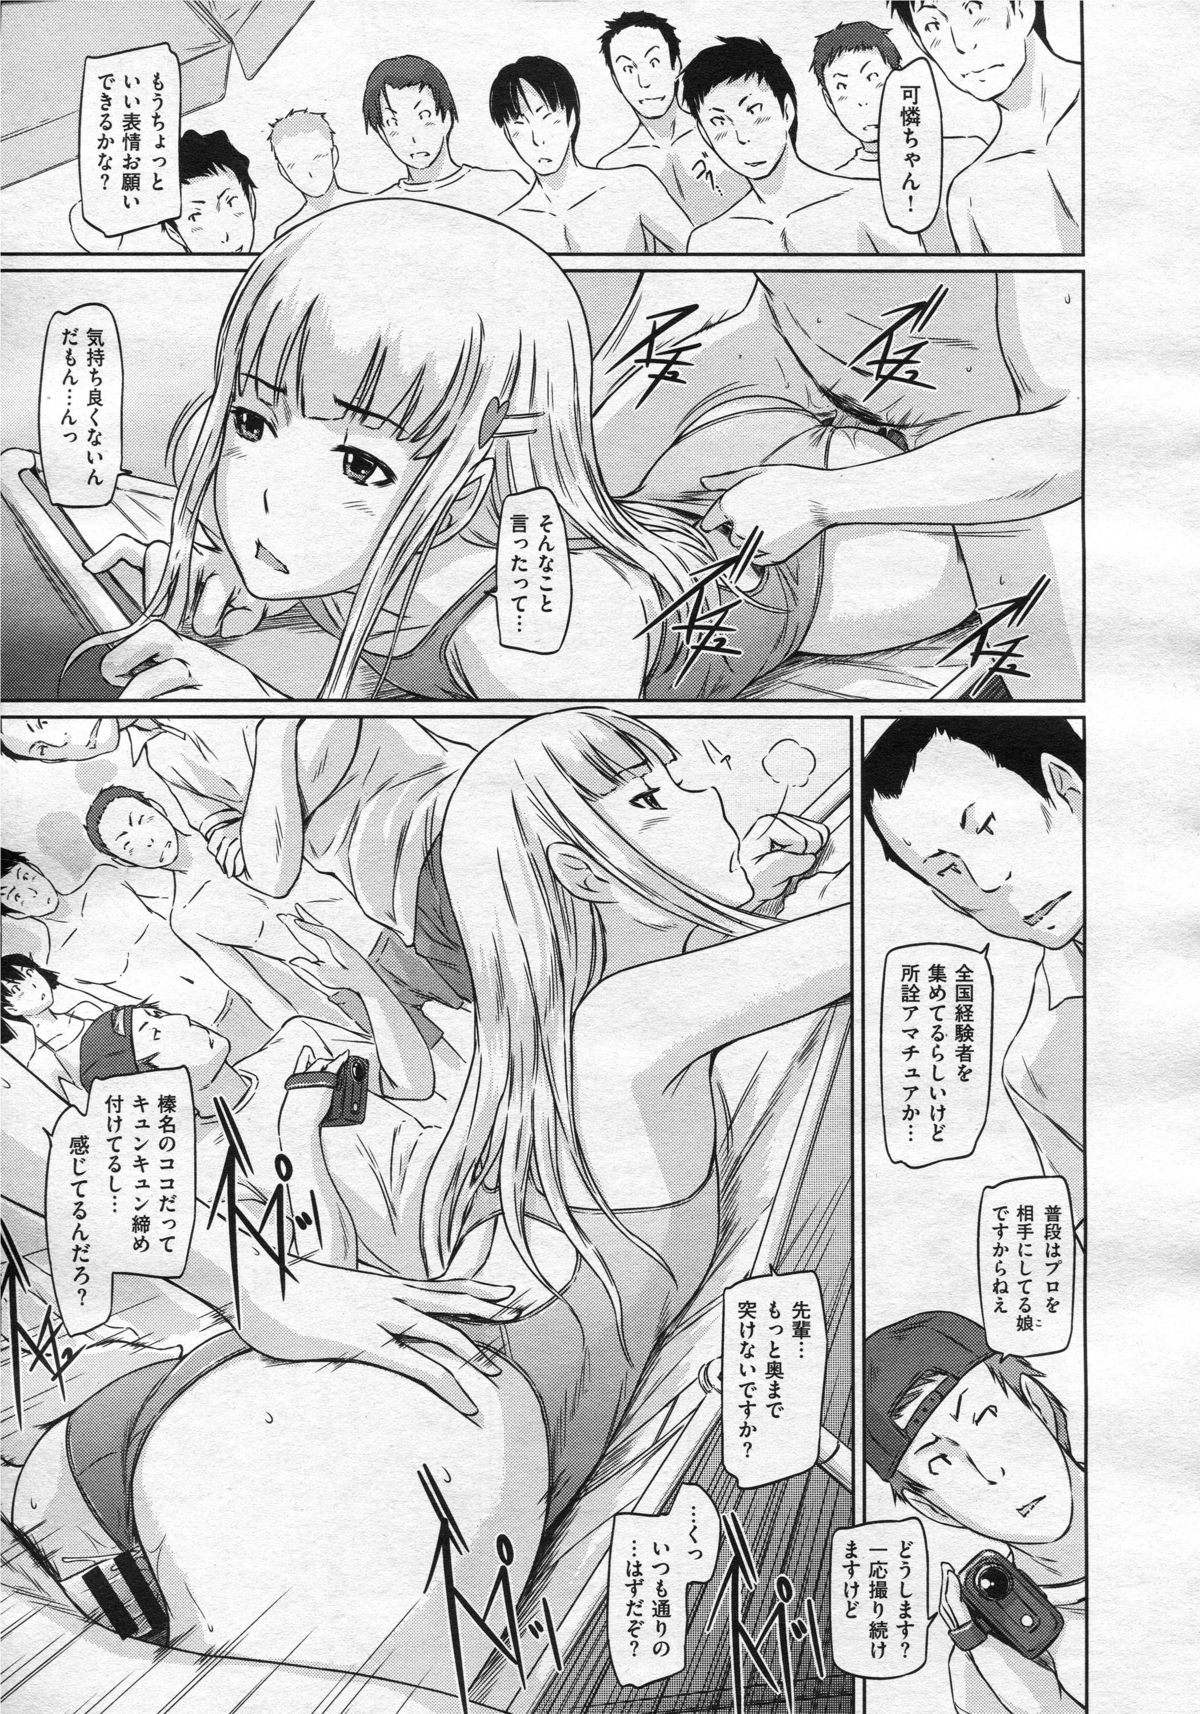 可憐ちゃん！
もうちょっと
いい表情お願い
できるかな？
ゴク…
そんなこと
言ったって…
気持ち良くないん
だもん…んっ
全国経験者を
集めてるらしいけど
所詮アマチュアか…
普段はプロを
相手にしてる娘
こ
ですからねえ
どうします？
一応撮り続け
ますけど
先輩…
もっと奥まで
突けないですか？
…くっ
いつも通りの
…はずだぞ？
榛名のココだって
キュンキュン締め
付けてるし…
感じてるんだろ？